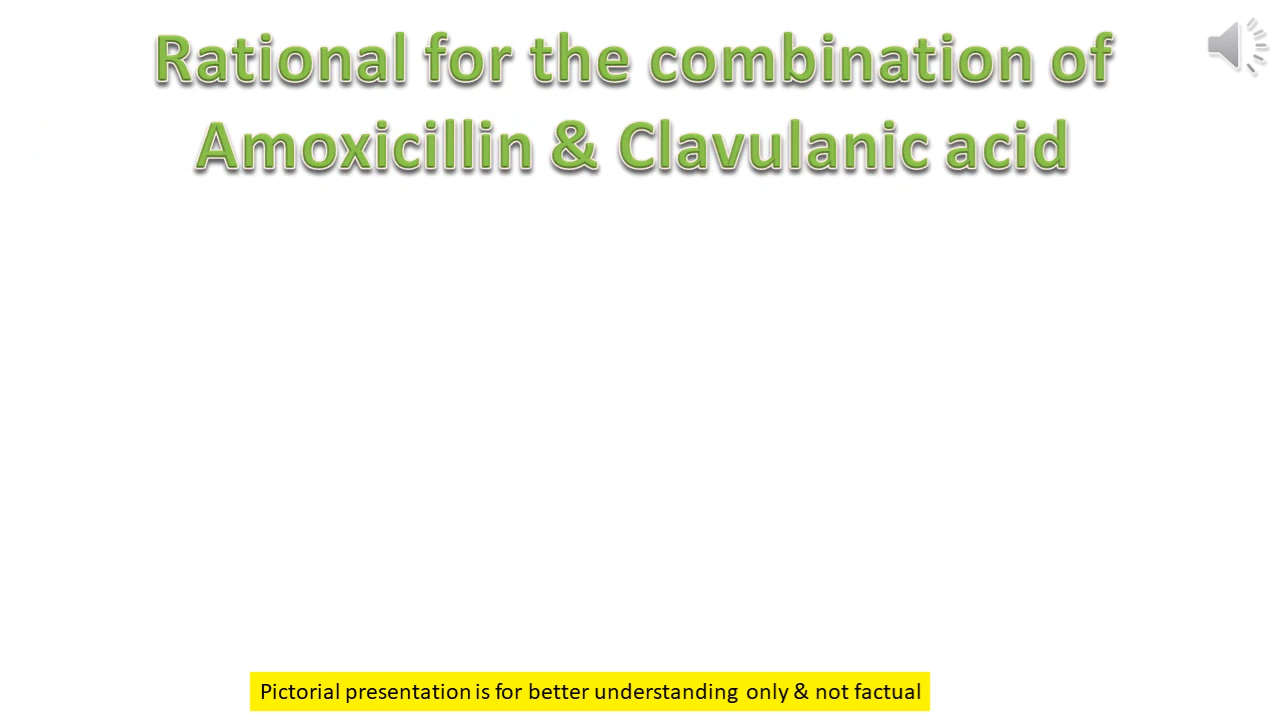 Rational for the combination of
Amoxicillin & Clavulanic acid
Pictorial presentation is for better understanding only & not factual